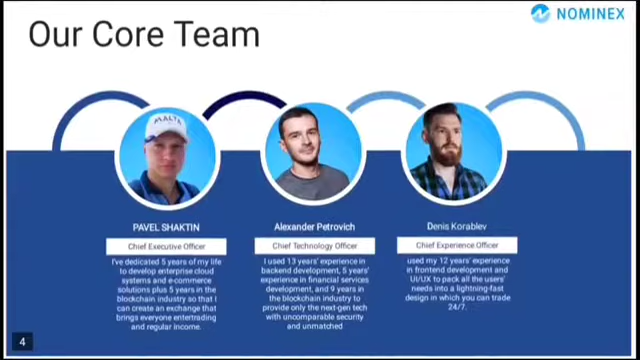 NOMINEX
Our Core Team
MALTA
PAVEL SHAKTIN
Chief Executive Officer
I've dedicated 5 years of my life
to develop enterprise cloud
systems and e-commerce
solutions plus 5 years in the
blockchain industry so that I
can create an exchange that
brings everyone entertrading
and regular income.
Alexander Petrovich
Chief Technology Officer
I used 13 years' experience in
backend development, 5 years'
experience in financial services
development, and 9 years in
the blockchain industry to
provide only the next-gen tech
with uncomparable security
and unmatched
Denis Korablev
Chief Experience Officer
used my 12 years' experience
in frontend development and
UI/UX to pack all the users'
needs into a lightning-fast
design in which you can trade
24/7.
4